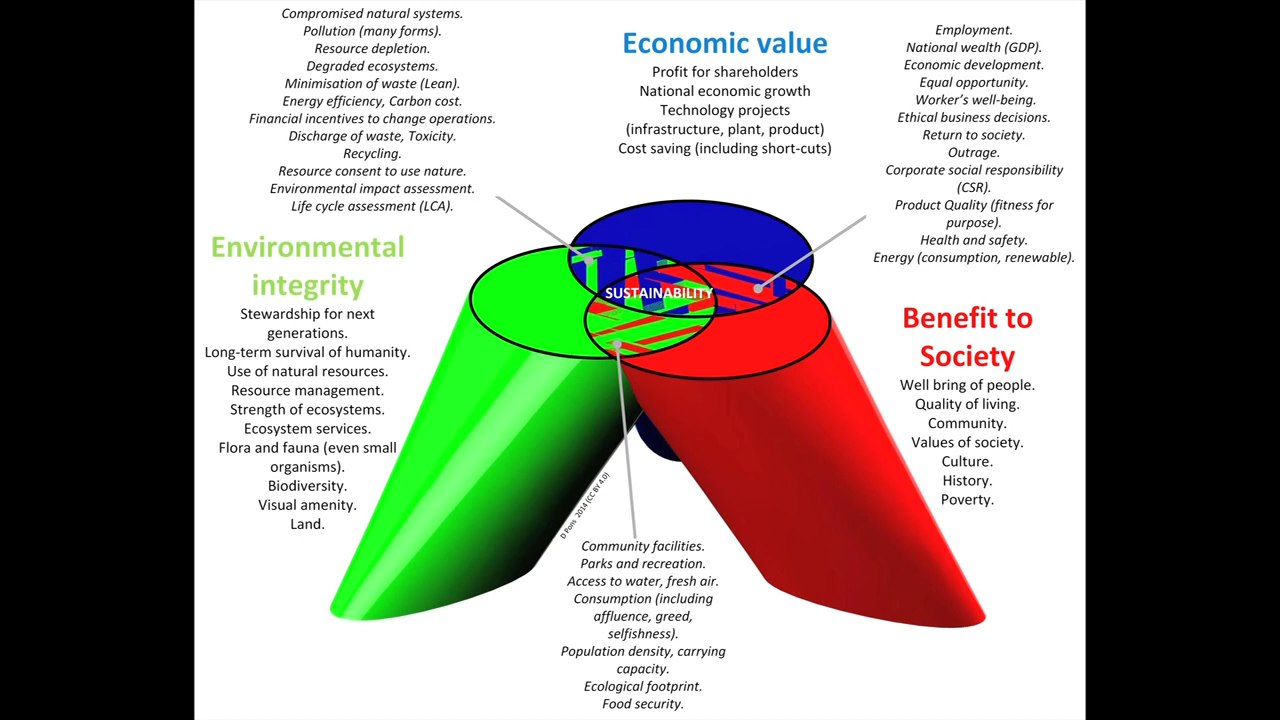 Compromised natural systems.
Pollution (many forms).
Resource depletion.
Degraded ecosystems.
Minimisation of waste (Lean).
Energy efficiency, Carbon cost.
Financial incentives to change operations.
Discharge of waste, Toxicity.
Recycling.
Resource consent to use nature.
Environmental impact assessment.
Life cycle assessment (LCA).
Economic value
Profit for shareholders
National economic growth
Technology projects
(infrastructure, plant, product)
Cost saving (including short-cuts)
Employment.
National wealth (GDP).
Economic development.
Equal opportunity.
Worker’s well-being.
Ethical business decisions.
Return to society.
Outrage.
Corporate social responsibility
(CSR).
Product Quality (fitness for
purpose).
Health and safety.
Energy (consumption, renewable).
Environmental
integrity
Stewardship for next
generations.
Long-term survival of humanity.
Use of natural resources.
Resource management.
Strength of ecosystems.
Ecosystem services.
Flora and fauna (even small
organisms).
Biodiversity.
Visual amenity.
Land.
SUSTAINABILITY
Benefit to
Society
Well bring of people.
Quality of living.
Community.
Values of society.
Culture.
History.
Poverty.
D Pons 2014 (CC BY 4.0)
Community facilities.
Parks and recreation.
Access to water, fresh air.
Consumption (including
affluence, greed,
selfishness).
Population density, carrying
capacity.
Ecological footprint.
Food security.